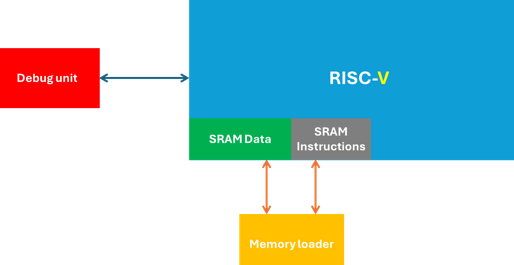 Debug unit
RISC-V
SRAM Data
SRAM
Instructions
Memory loader